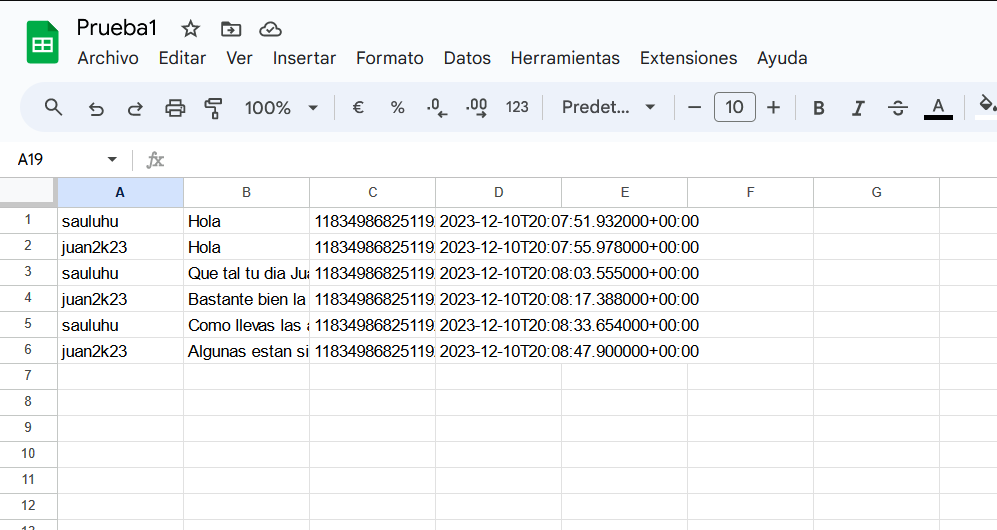 Prueba1
Archivo Editar Ver Insertar Formato Datos Herramientas Extensiones Ayuda
100% € % .0 .00 123 Predet... − 10 + B I S A
A19 fx
A B C D E F G
1 sauluhu Hola 11834986825119 2023-12-10T20:07:51.932000+00:00
2 juan2k23 Hola 11834986825119 2023-12-10T20:07:55.978000+00:00
3 sauluhu Que tal tu dia Jua 11834986825119 2023-12-10T20:08:03.555000+00:00
4 juan2k23 Bastante bien la 11834986825119 2023-12-10T20:08:17.388000+00:00
5 sauluhu Como llevas las a 11834986825119 2023-12-10T20:08:33.654000+00:00
6 juan2k23 Algunas estan si 11834986825119 2023-12-10T20:08:47.900000+00:00
7
8
9
10
11
12